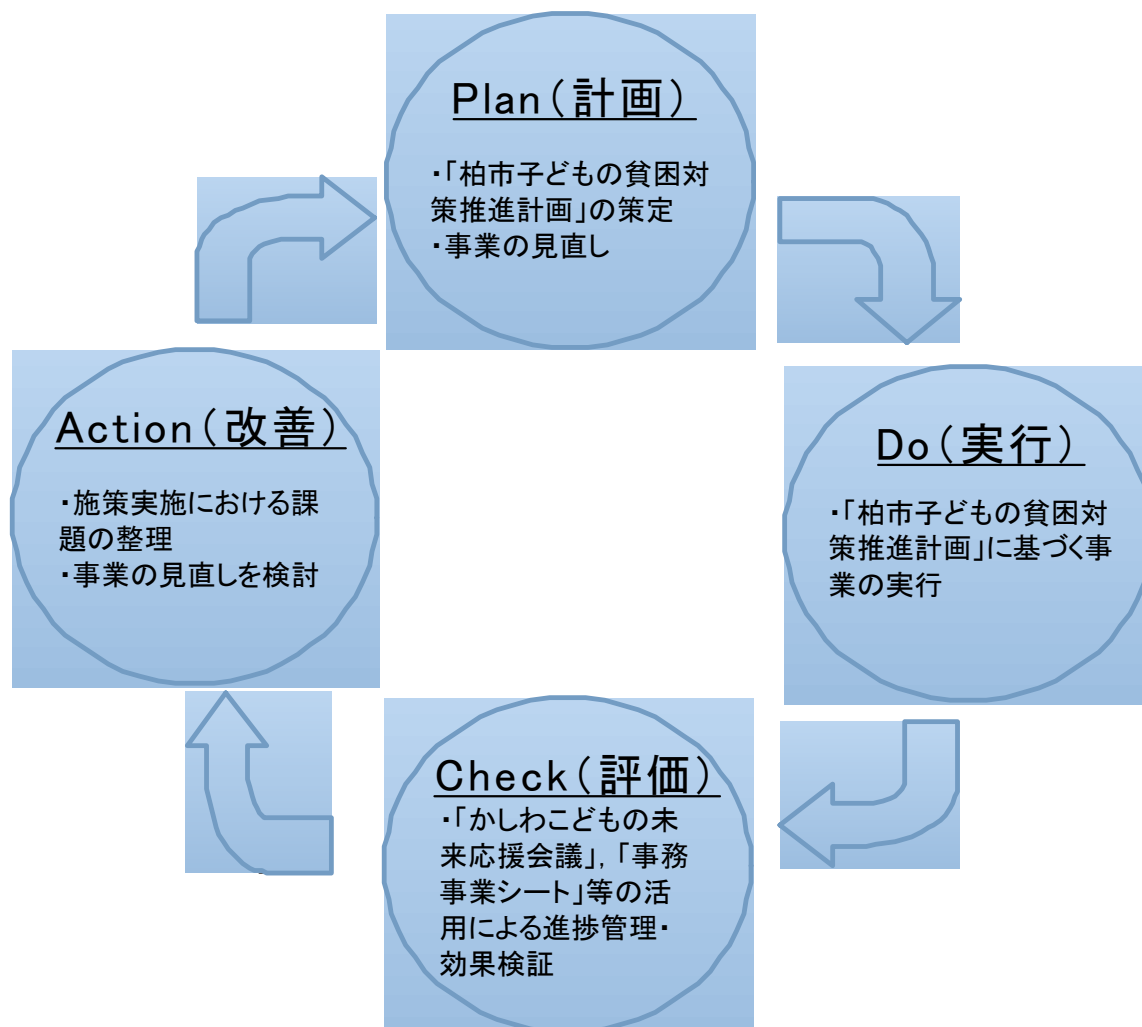 Plan（計画）
・「柏市子どもの貧困対
策推進計画」の策定
・事業の見直し
Action（改善）
・施策実施における課
題の整理
・事業の見直しを検討
Do（実行）
・「柏市子どもの貧困対
策推進計画」に基づく事
業の実行
Check（評価）
・「かしわこどもの未
来応援会議」，「事務
事業シート」等の活
用による進捗管理・
効果検証